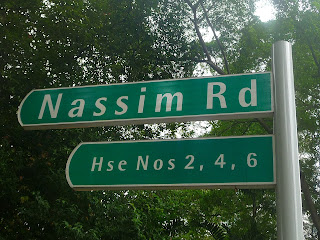 Nassim Rd
Hse Nos 2, 4, 6